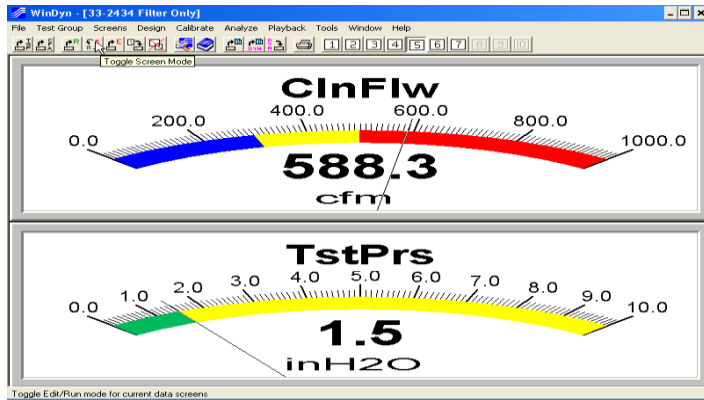 WinDyn - [33-2434 Filter Only]
File Test Group Screens Design Calibrate Analyze Playback Tools Window Help
1 2 3 4 5 6 7 8 9 10
Toggle Screen Mode
ClnFlw
0.0 200.0 400.0 600.0 800.0 1000.0
588.3
cfm
TstPrs
0.0 1.0 2.0 3.0 4.0 5.0 6.0 7.0 8.0 9.0 10.0
1.5
inH2O
Toggle Edit/Run mode for current data screens